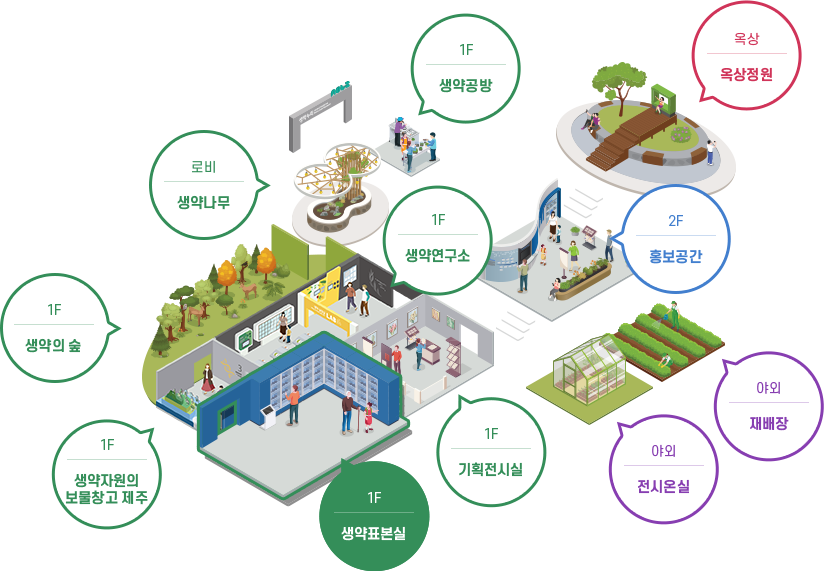 1F
생약공방
옥상
옥상정원
로비
생약나무
1F
생약연구소
2F
홍보공간
1F
생약의 숲
LAB
야외
재배장
1F
생약자원의
보물창고 제주
1F
기획전시실
야외
전시온실
1F
생약표본실